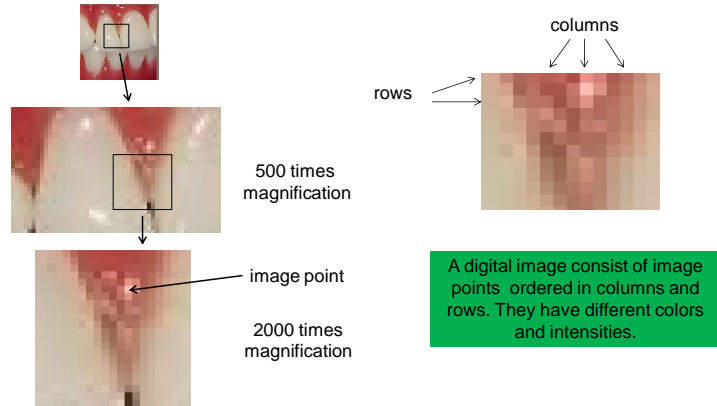 columns
rows
500 times
magnification
image point
2000 times
magnification
A digital image consist of image
points ordered in columns and
rows. They have different colors
and intensities.